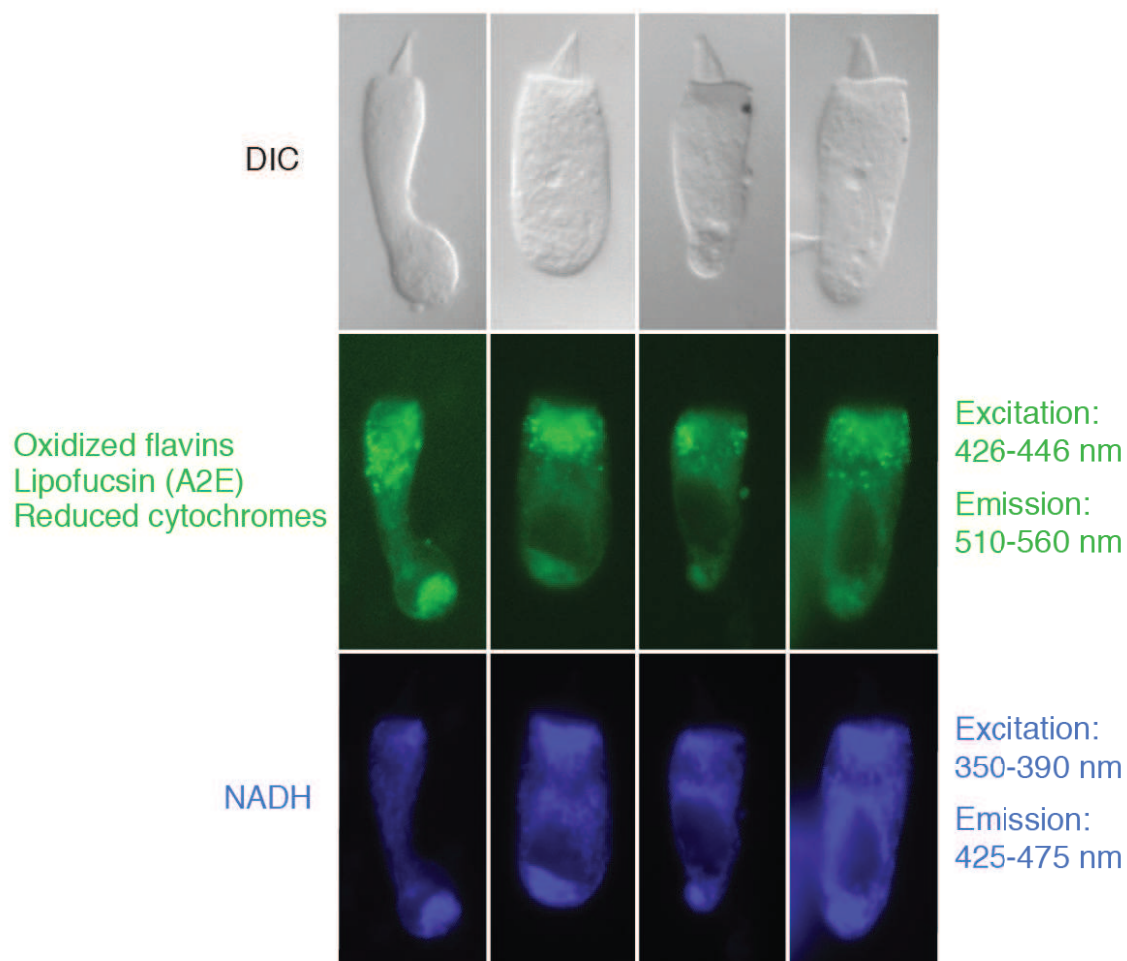 DIC
Oxidized flavins
Lipofucsin (A2E)
Reduced cytochromes
Excitation:
426-446 nm
Emission:
510-560 nm
NADH
Excitation:
350-390 nm
Emission:
425-475 nm